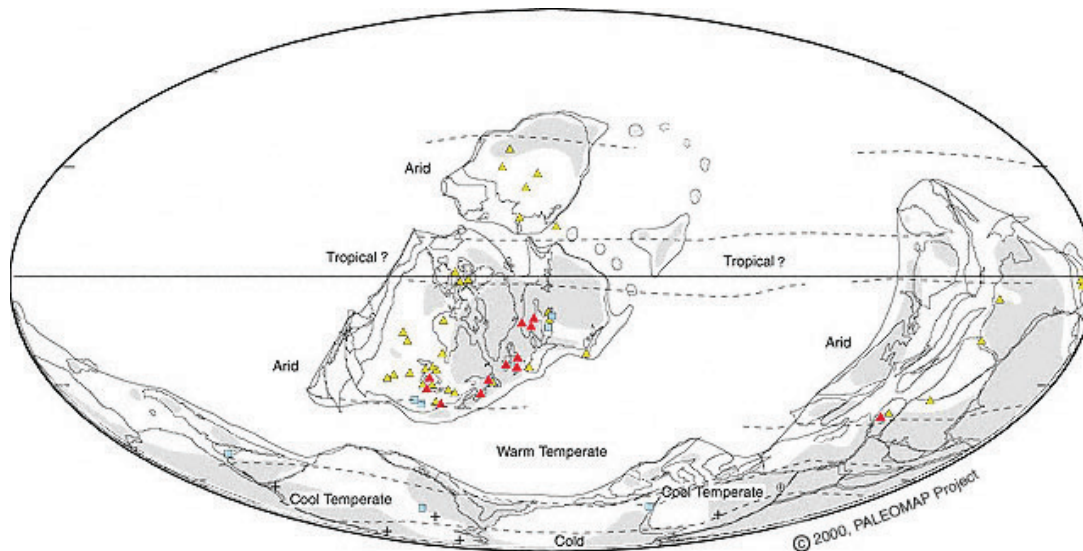 Arid
Tropical ?
Tropical ?
Arid
Arid
Warm Temperate
Cool Temperate
Cool Temperate
Cold
© 2000, PALEOMAP Project